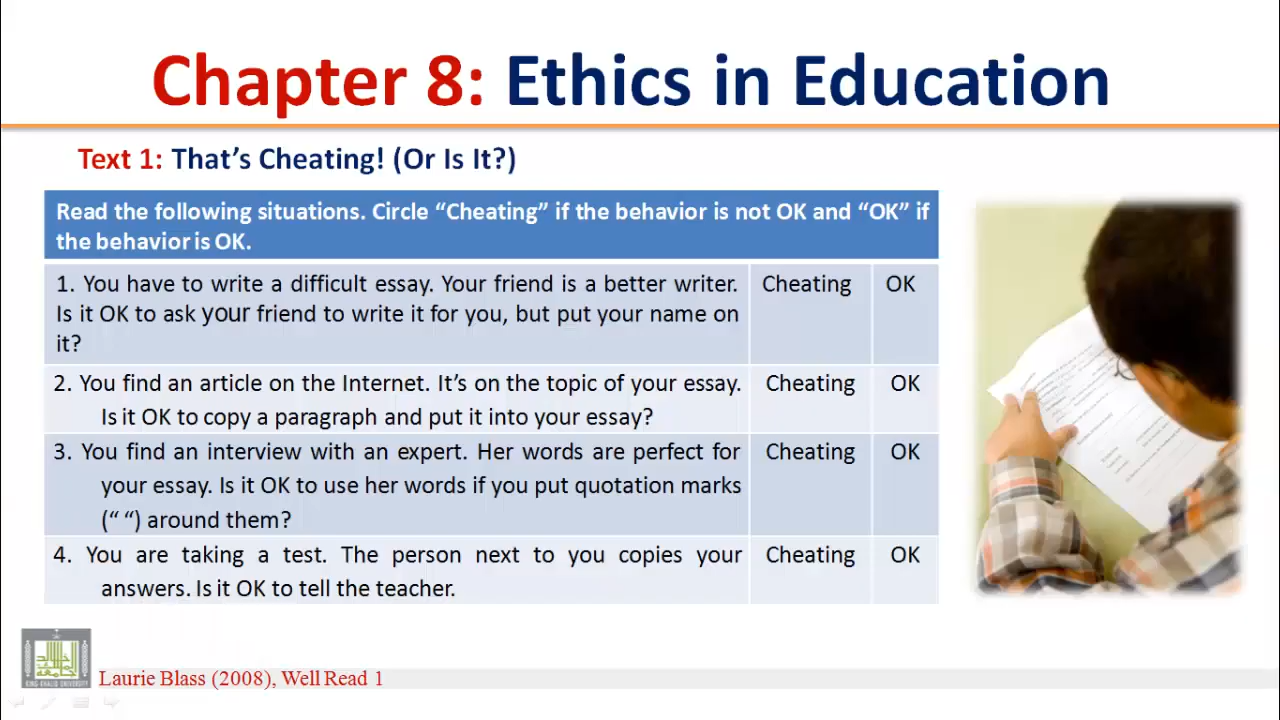 Chapter 8: Ethics in Education
Text 1: That's Cheating! (Or Is It?)
Read the following situations. Circle “Cheating” if the behavior is not OK and “OK” if
the behavior is OK.
1. You have to write a difficult essay. Your friend is a better writer. Cheating OK
Is it OK to ask your friend to write it for you, but put your name on
it?
2. You find an article on the Internet. It’s on the topic of your essay. Cheating OK
Is it OK to copy a paragraph and put it into your essay?
3. You find an interview with an expert. Her words are perfect for Cheating OK
your essay. Is it OK to use her words if you put quotation marks
(“ “) around them?
4. You are taking a test. The person next to you copies your Cheating OK
answers. Is it OK to tell the teacher.
KING KHALID UNIVERSITY
Laurie Blass (2008), Well Read 1